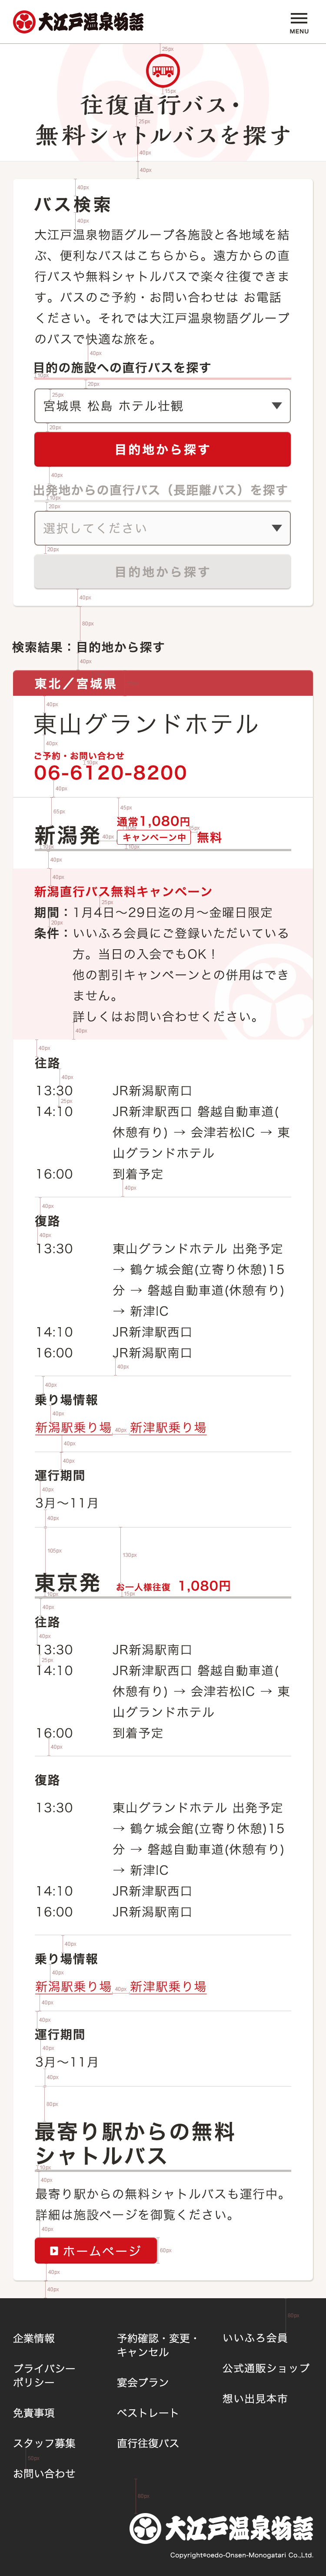 大江戸温泉物語
MENU
往復直行バス・
無料シャトルバスを探す
バス検索
大江戸温泉物語グループ各施設と各地域を結
ぶ、便利なバスはこちらから。遠方からの直
行バスや無料シャトルバスで楽々往復できま
す。バスのご予約・お問い合わせは お電話
ください。それでは大江戸温泉物語グループ
のバスで快適な旅を。
目的の施設への直行バスを探す
宮城県 松島 ホテル壮観
目的地から探す
出発地からの直行バス（長距離バス）を探す
選択してください
目的地から探す
検索結果：目的地から探す
東北／宮城県
東山グランドホテル
ご予約・お問い合わせ
06-6120-8200
新潟発
通常1,080円
キャンペーン中 無料
新潟直行バス無料キャンペーン
期間：1月4日〜29日迄の月〜金曜日限定
条件：いいふろ会員にご登録いただいている
方。当日の入会でもOK！
他の割引キャンペーンとの併用はでき
ません。
詳しくはお問い合わせください。
往路
13:30 JR新潟駅南口
14:10 JR新津駅西口 磐越自動車道(
休憩有り) → 会津若松IC → 東
山グランドホテル
16:00 到着予定
復路
13:30 東山グランドホテル 出発予定
→ 鶴ケ城会館(立寄り休憩)15
分 → 磐越自動車道(休憩有り)
→ 新津IC
14:10 JR新津駅西口
16:00 JR新潟駅南口
乗り場情報
新潟駅乗り場 新津駅乗り場
運行期間
3月〜11月
東京発 お一人様往復 1,080円
往路
13:30 JR新潟駅南口
14:10 JR新津駅西口 磐越自動車道(
休憩有り) → 会津若松IC → 東
山グランドホテル
16:00 到着予定
復路
13:30 東山グランドホテル 出発予定
→ 鶴ケ城会館(立寄り休憩)15
分 → 磐越自動車道(休憩有り)
→ 新津IC
14:10 JR新津駅西口
16:00 JR新潟駅南口
乗り場情報
新潟駅乗り場 新津駅乗り場
運行期間
3月〜11月
最寄り駅からの無料
シャトルバス
最寄り駅からの無料シャトルバスも運行中。
詳細は施設ページを御覧ください。
ホームページ
企業情報
プライバシー
ポリシー
免責事項
スタッフ募集
お問い合わせ
予約確認・変更・
キャンセル
宴会プラン
ベストレート
直行往復バス
いいふろ会員
公式通販ショップ
想い出見本市
大江戸温泉物語
Copyright©oedo-Onsen-Monogatari Co.,Ltd.